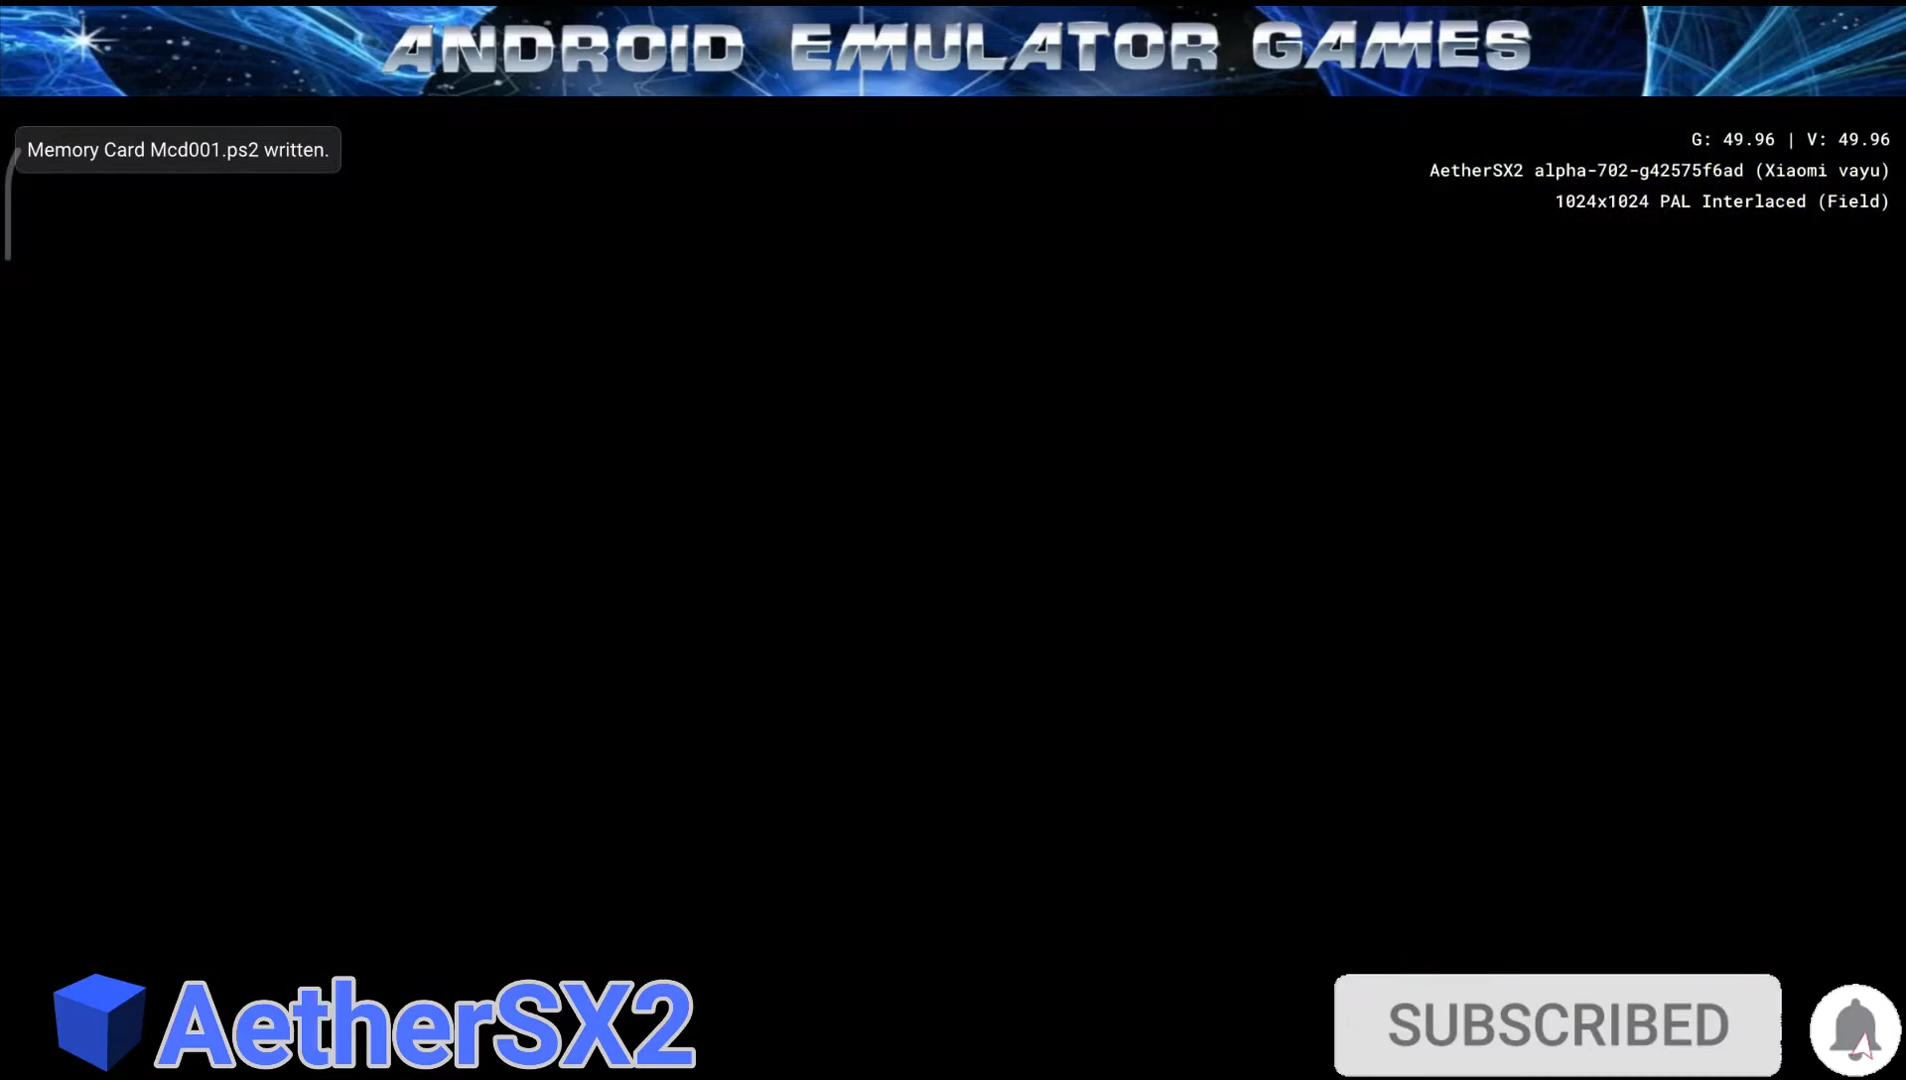 ANDROID EMULATOR GAMES
Memory Card Mcd001.ps2 written.
G: 49.96 | V: 49.96
AetherSX2 alpha-702-g42575f6ad (Xiaomi vayu)
1024x1024 PAL Interlaced (Field)
AetherSX2
SUBSCRIBED